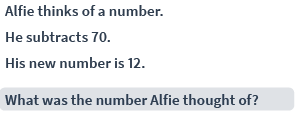 Alfie thinks of a number.
He subtracts 70.
His new number is 12.
What was the number Alfie thought of?